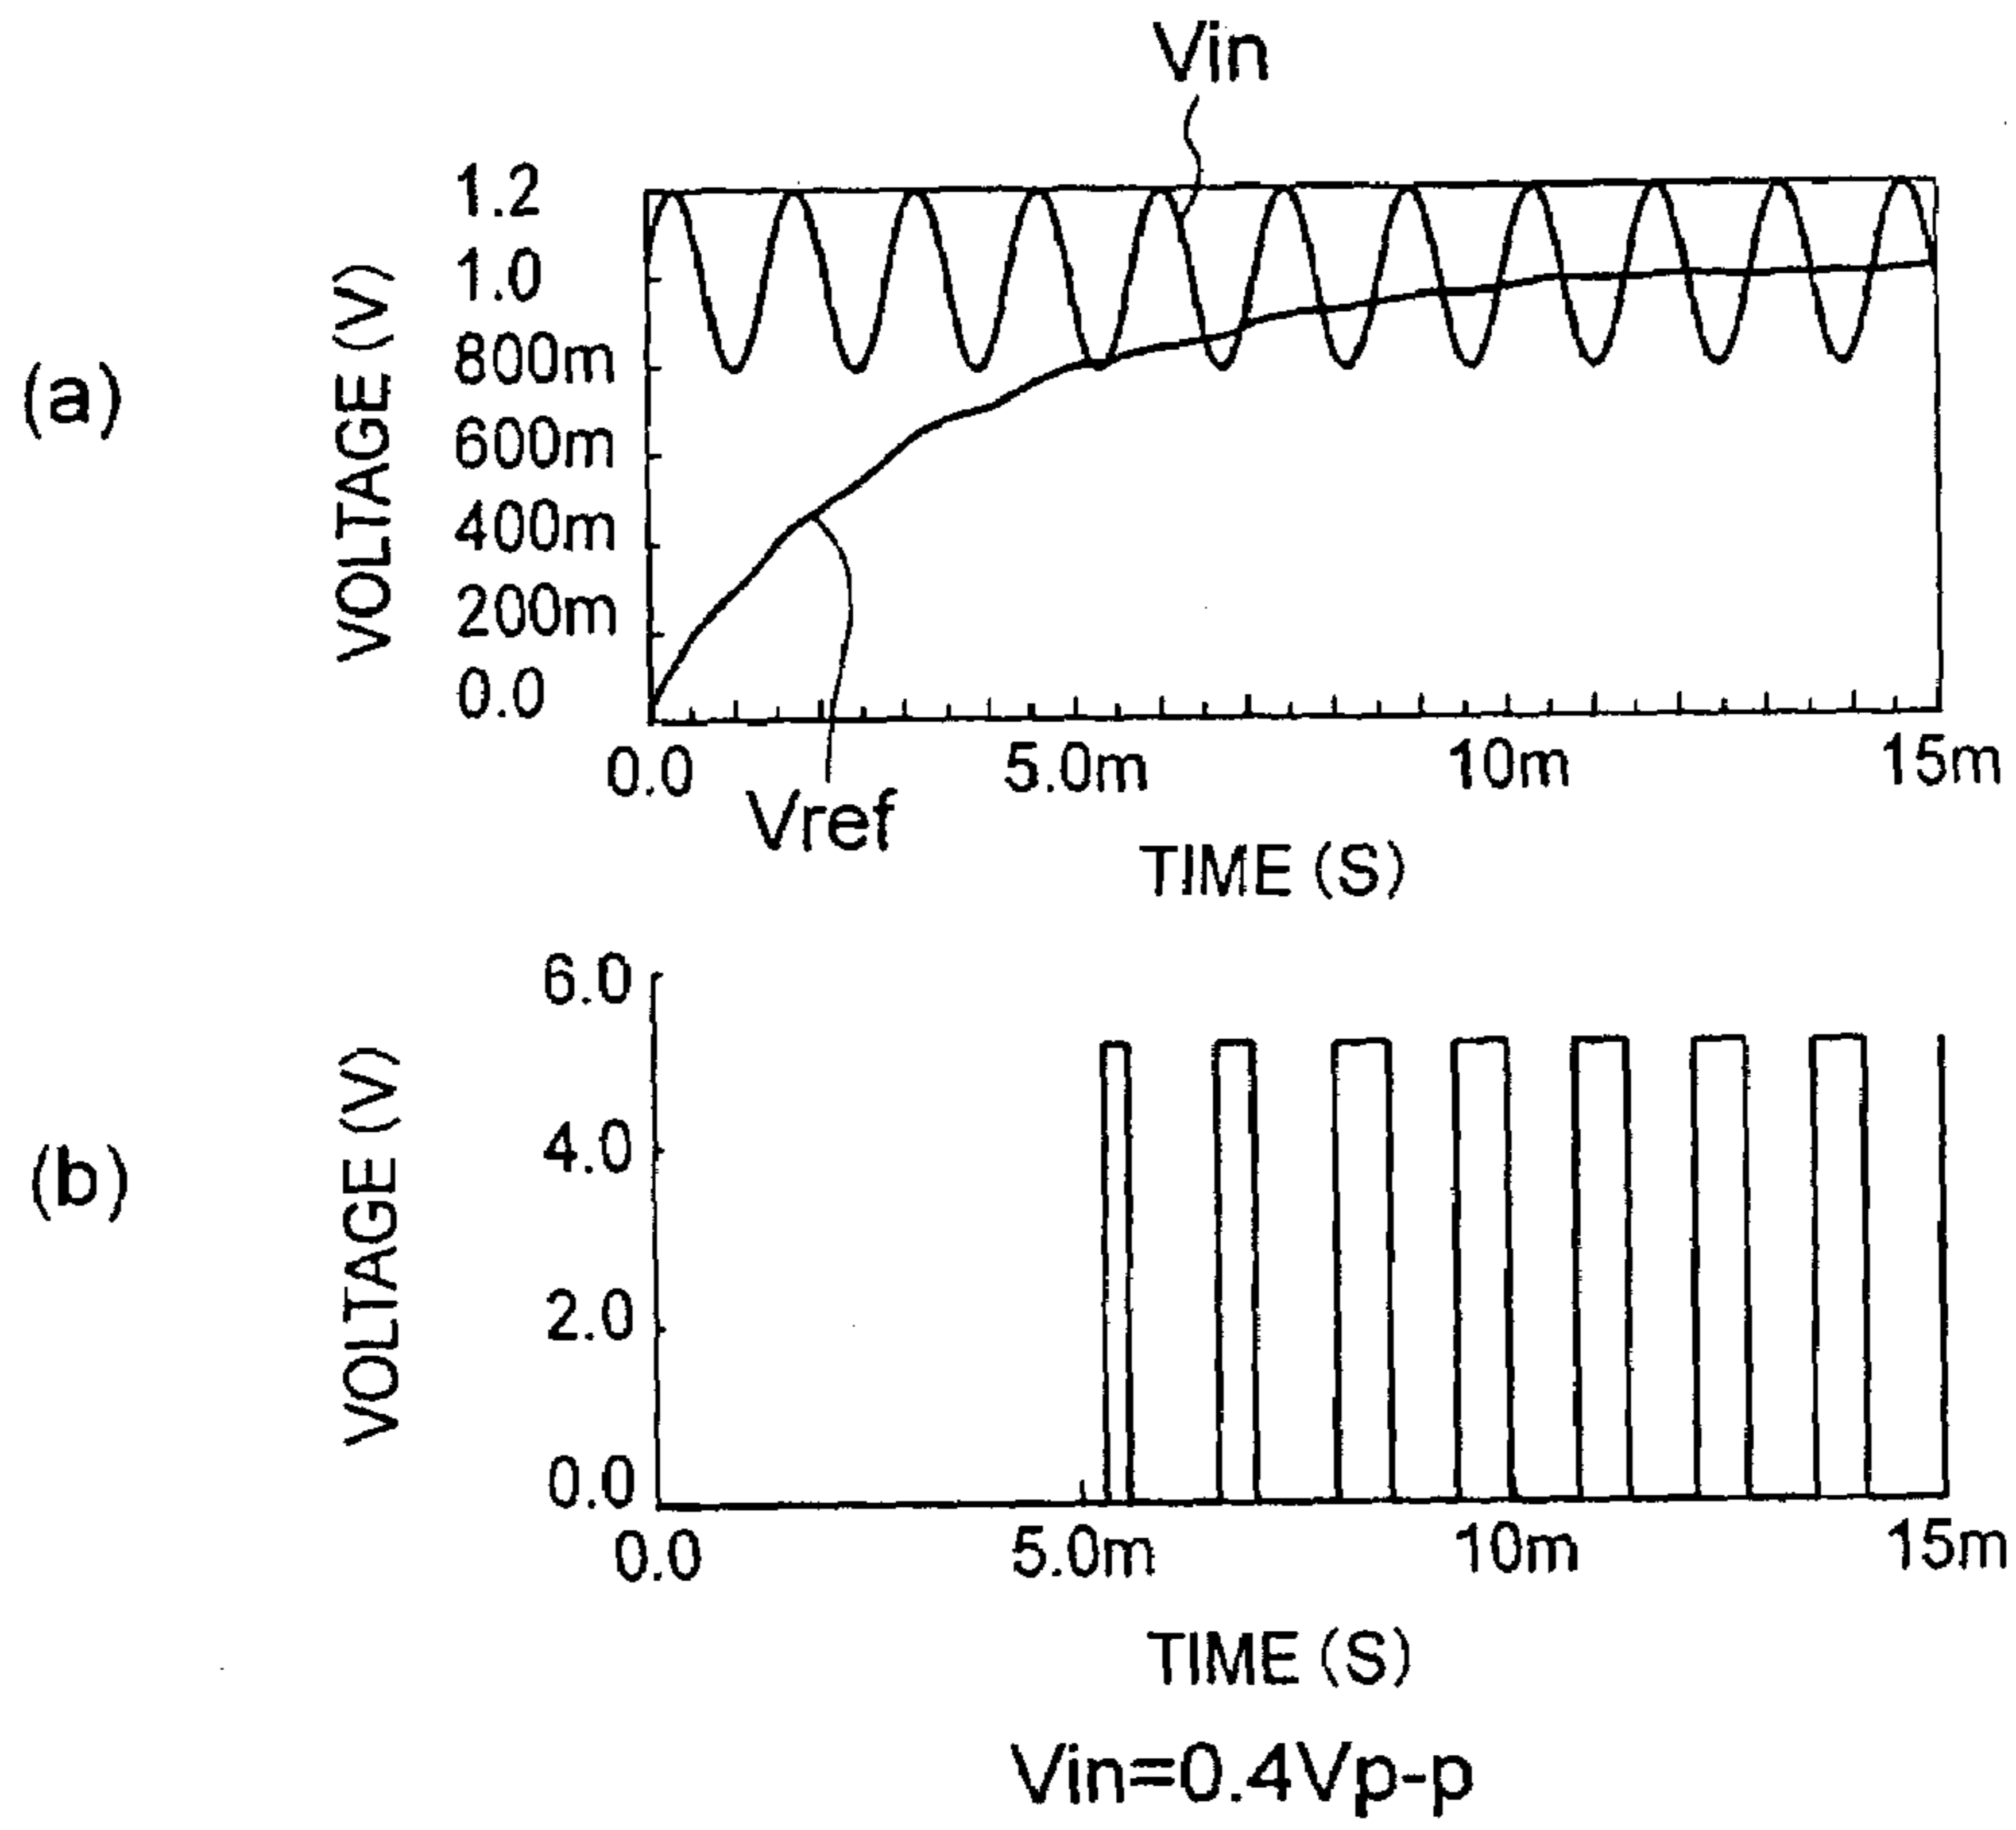 Vin
(a)
VOLTAGE (V)
1.2
1.0
800m
600m
400m
200m
0.0
0.0 5.0m 10m 15m
Vref
TIME (S)
(b)
VOLTAGE (V)
6.0
4.0
2.0
0.0
0.0 5.0m 10m 15m
TIME (S)
Vin=0.4Vp-p